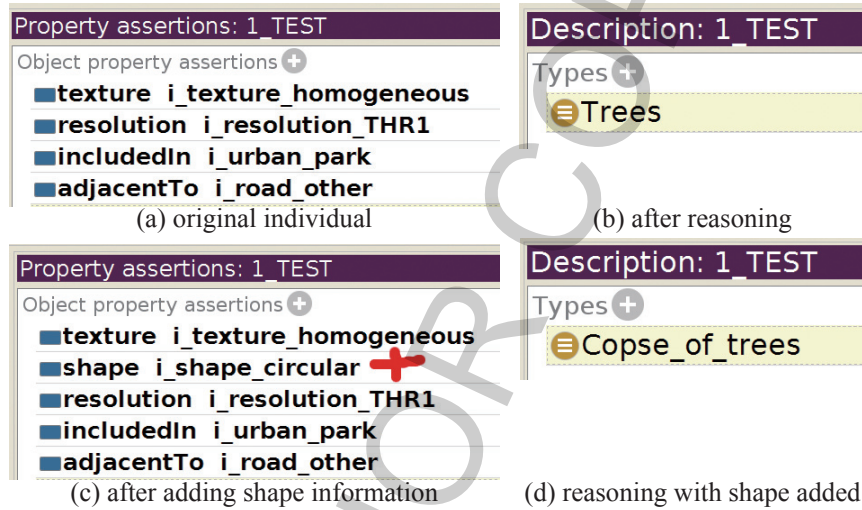 Property assertions: 1_TEST
Object property assertions
texture i_texture_homogeneous
resolution i_resolution_THR1
includedIn i_urban_park
adjacentTo i_road_other
(a) original individual
Description: 1_TEST
Types
Trees
(b) after reasoning
Property assertions: 1_TEST
Object property assertions
texture i_texture_homogeneous
shape i_shape_circular
resolution i_resolution_THR1
includedIn i_urban_park
adjacentTo i_road_other
(c) after adding shape information
Description: 1_TEST
Types
Copse_of_trees
(d) reasoning with shape added